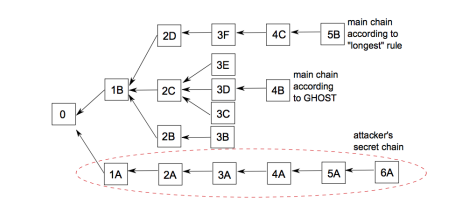 2D
3F
4C
5B
main chain
according to
"longest" rule
3E
1B
2C
3D
4B
main chain
according
to GHOST
0
3C
2B
3B
attacker's
secret chain
1A
2A
3A
4A
5A
6A